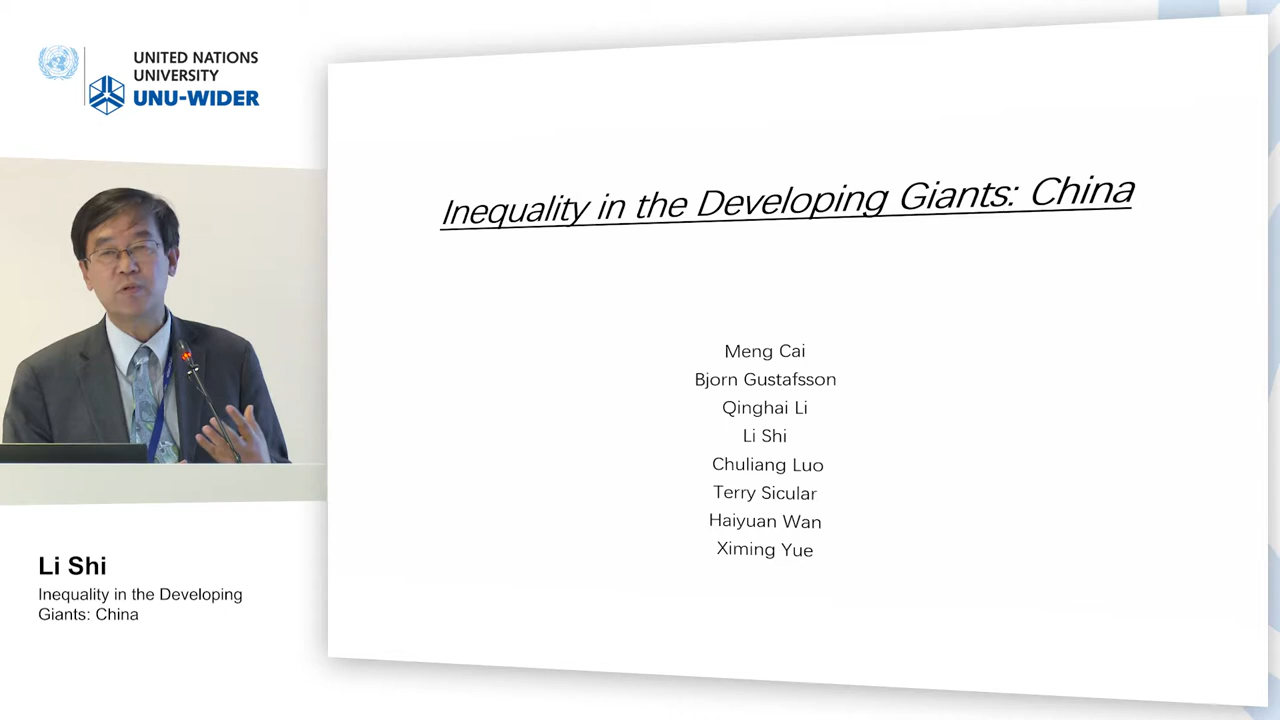 UNITED NATIONS
UNIVERSITY
UNU-WIDER
Inequality in the Developing Giants: China
Meng Cai
Bjorn Gustafsson
Qinghai Li
Li Shi
Chuliang Luo
Terry Sicular
Haiyuan Wan
Ximing Yue
Li Shi
Inequality in the Developing
Giants: China